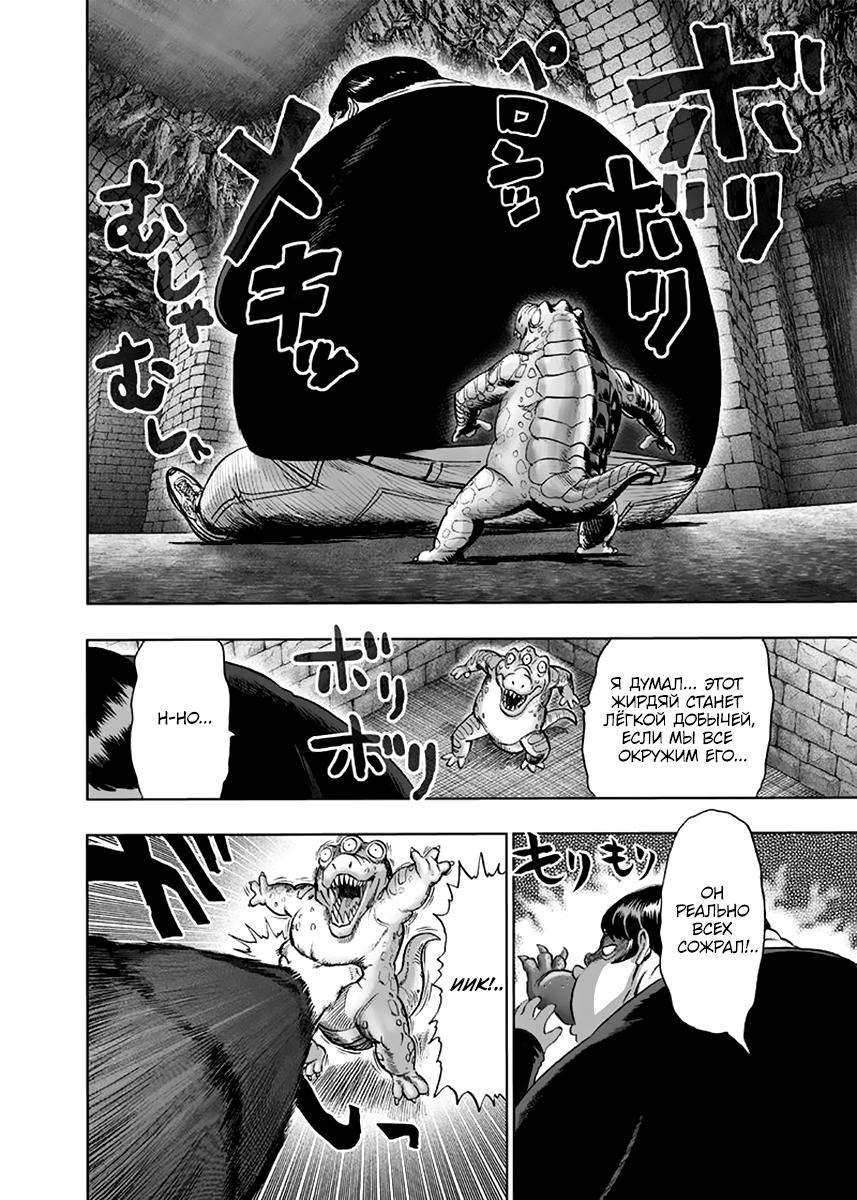 ボリ
ボリ
プロウッ
メキッ
むしゃ
むし
Я ДУМАЛ... ЭТОТ
ЖИРДЯЙ СТАНЕТ
ЛЁГКОЙ ДОБЫЧЕЙ,
ЕСЛИ МЫ ВСЕ
ОКРУЖИМ ЕГО...
ボリ
ボリ
Н-НО...
ОН
РЕАЛЬНО
ВСЕХ
СОЖРАЛ!..
もりもり
ИИК!..